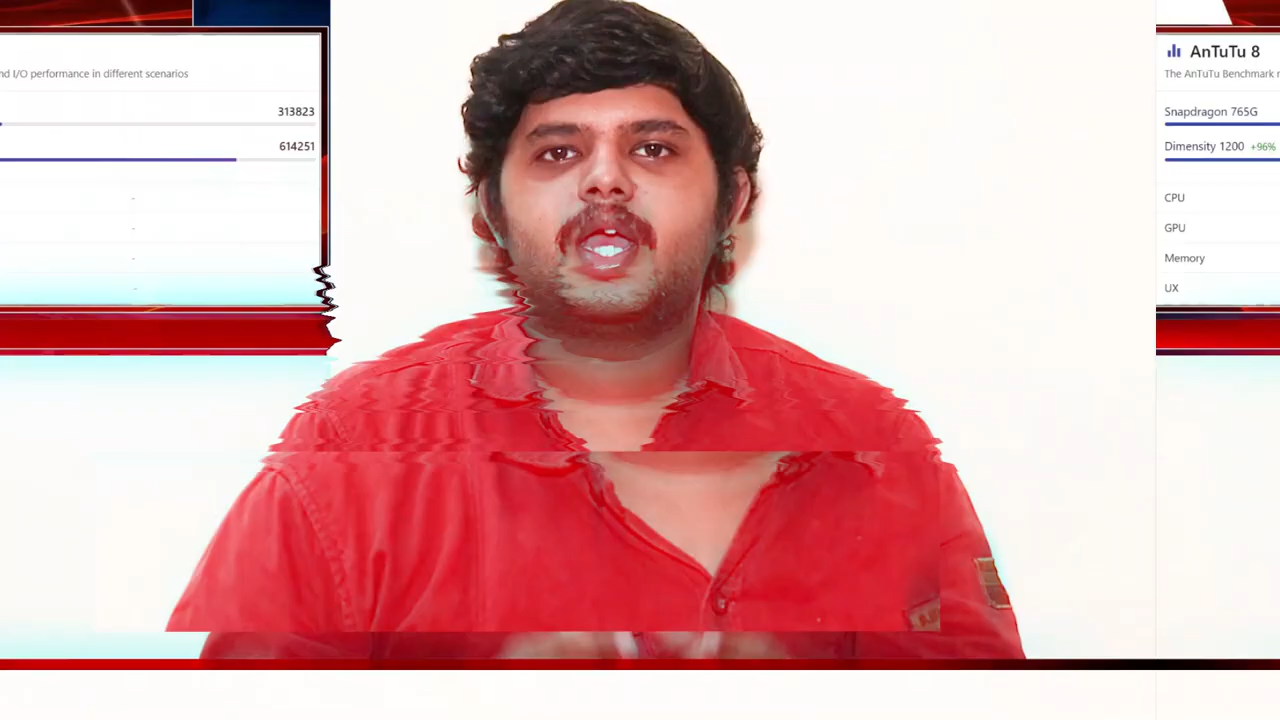 nd I/O performance in different scenarios
313823
614251
AnTuTu 8
The AnTuTu Benchmark
Snapdragon 765G
Dimensity 1200 +96%
CPU
GPU
Memory
UX